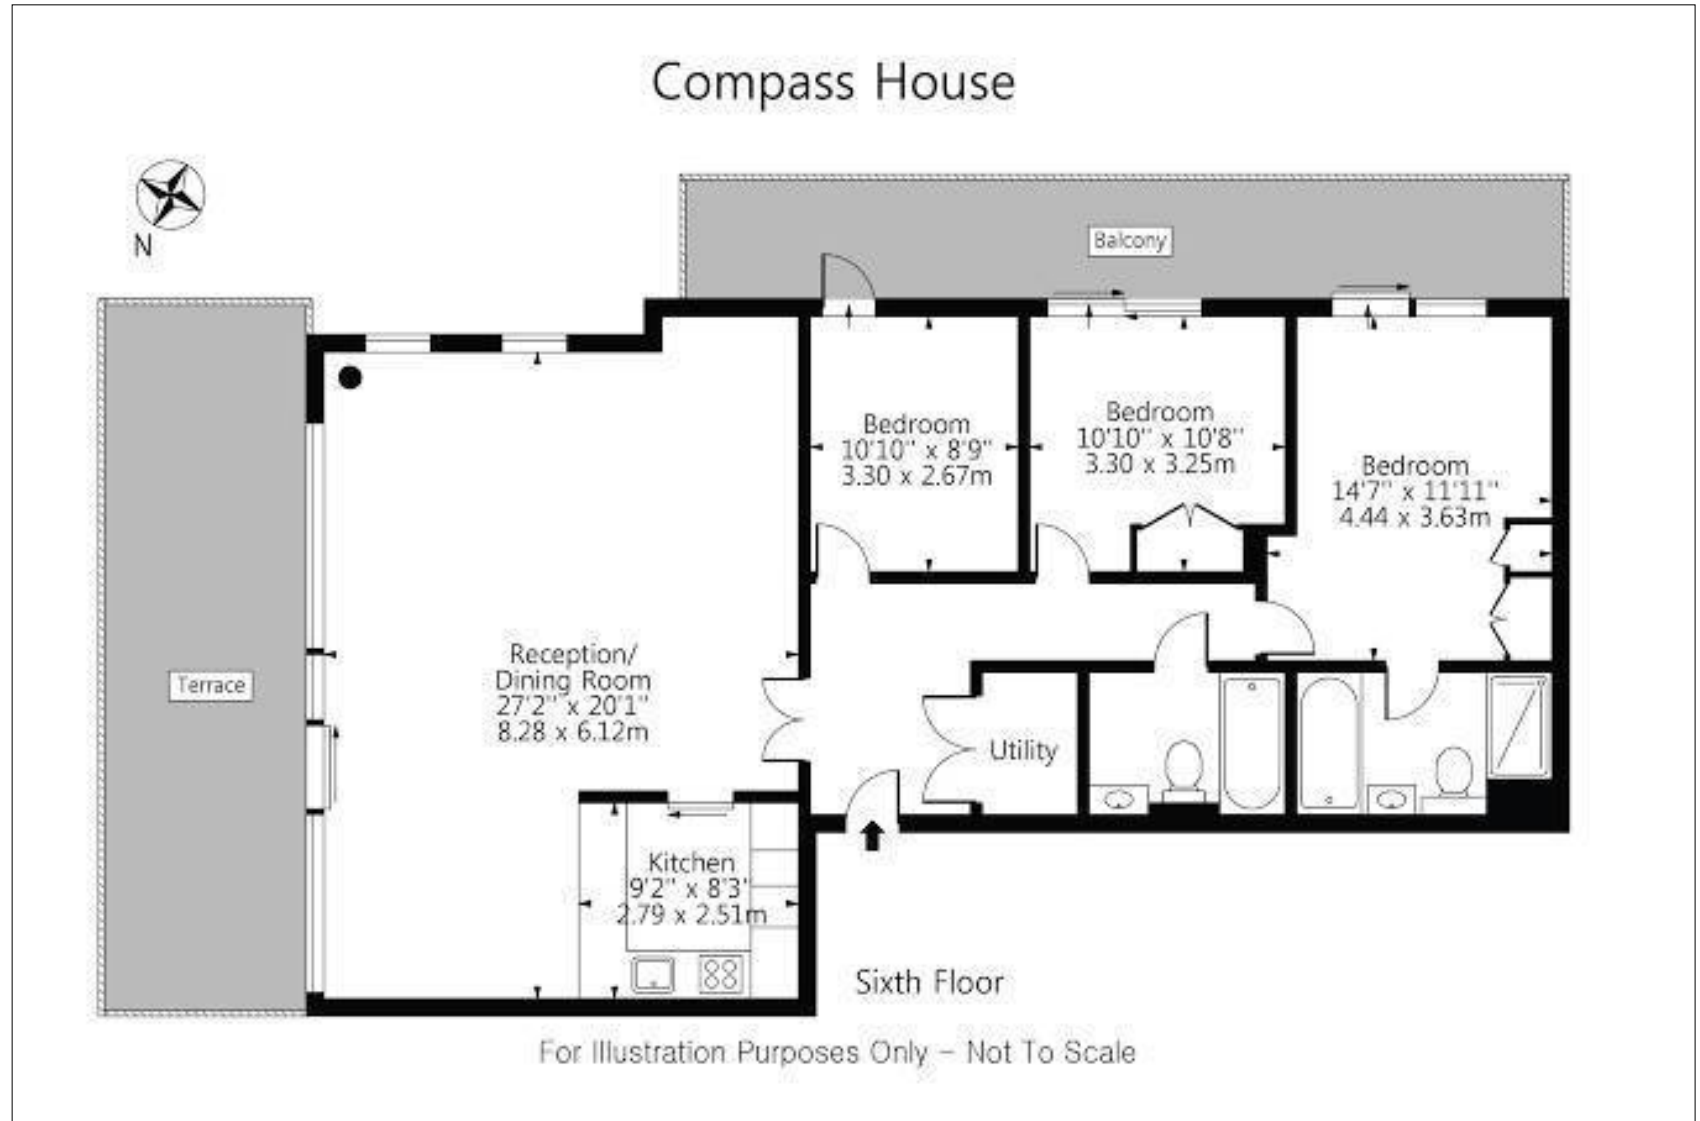 Compass House
N
Balcony
Bedroom
10'10" x 8'9"
3.30 x 2.67m
Bedroom
10'10" x 10'8"
3.30 x 3.25m
Bedroom
14'7" x 11'11"
4.44 x 3.63m
Terrace
Reception/
Dining Room
27'2" x 20'1"
8.28 x 6.12m
Utility
Kitchen
9'2" x 8'3"
2.79 x 2.51m
Sixth Floor
For Illustration Purposes Only – Not To Scale